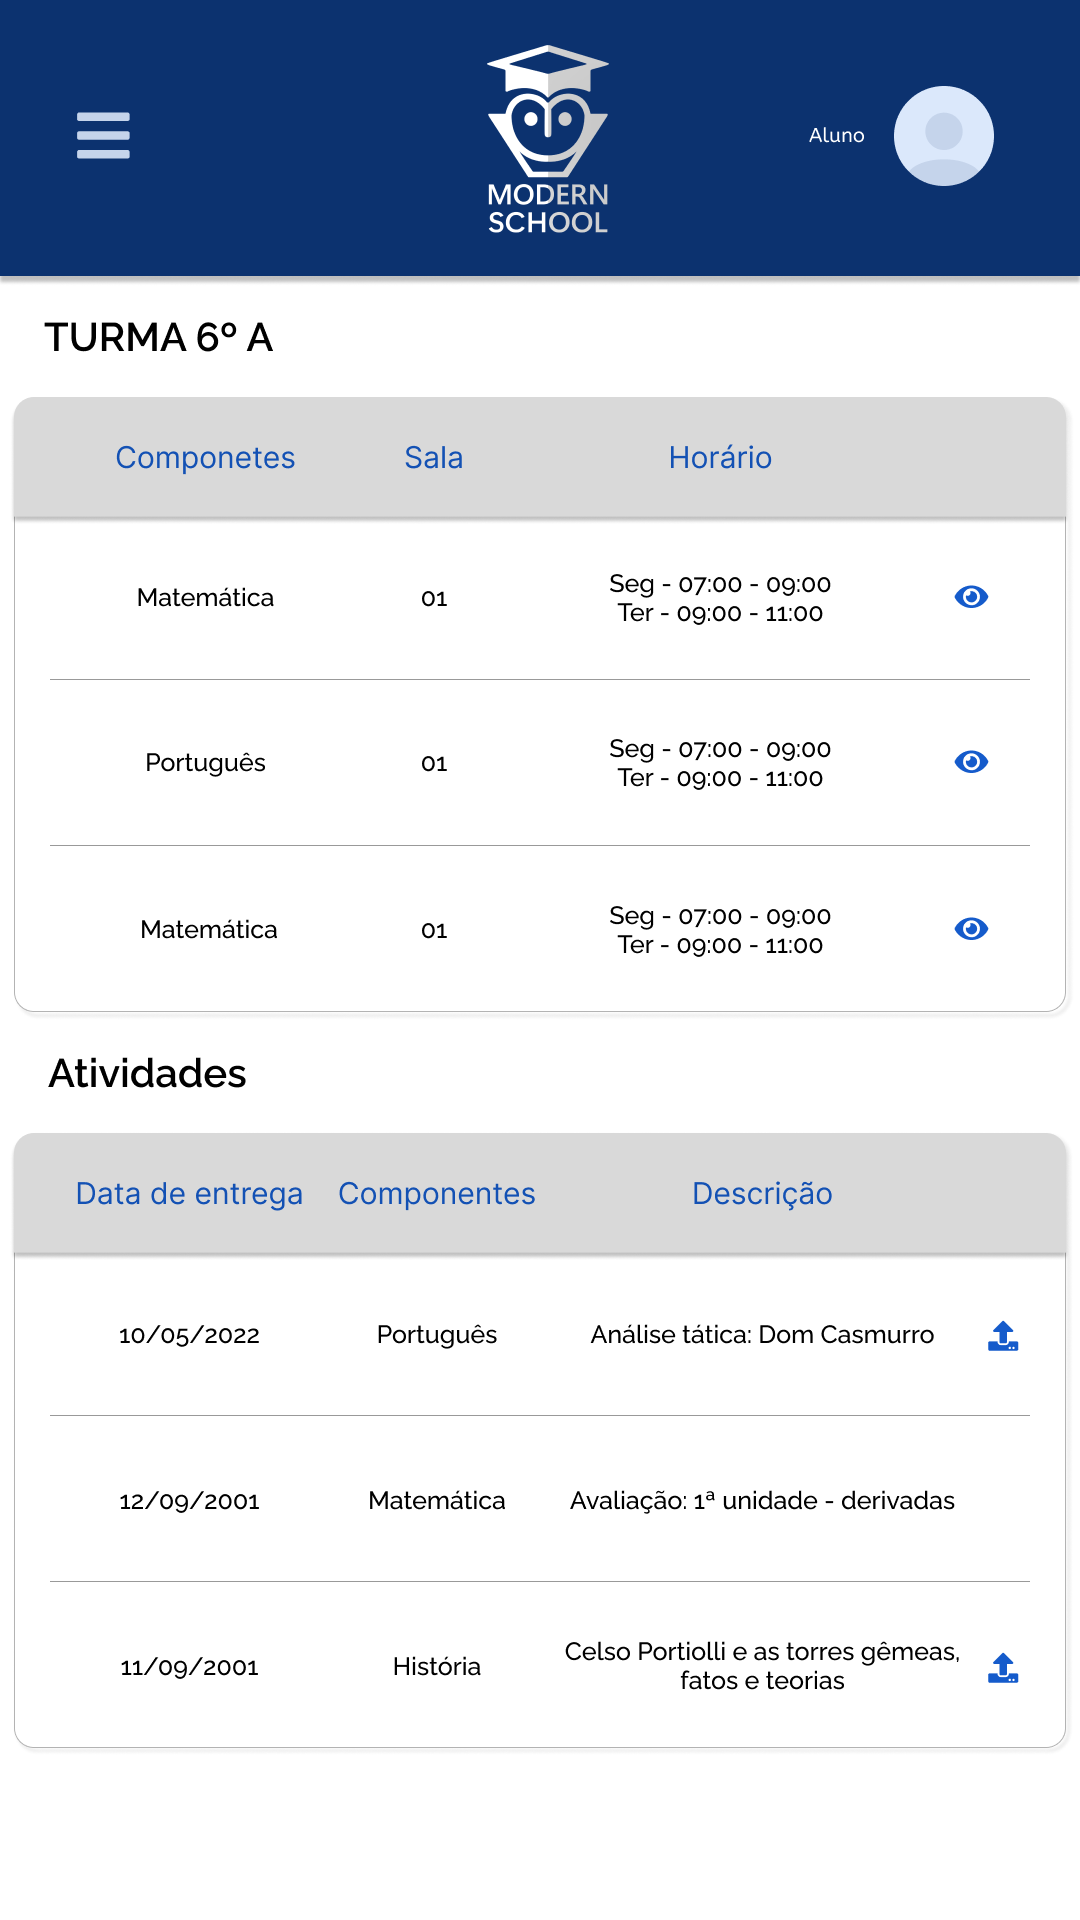 MODERN
SCHOOL
Aluno
TURMA 6º A
Componetes Sala Horário
Matemática 01 Seg - 07:00 - 09:00
Ter - 09:00 - 11:00
Português 01 Seg - 07:00 - 09:00
Ter - 09:00 - 11:00
Matemática 01 Seg - 07:00 - 09:00
Ter - 09:00 - 11:00
Atividades
Data de entrega Componentes Descrição
10/05/2022 Português Análise tática: Dom Casmurro
12/09/2001 Matemática Avaliação: 1ª unidade - derivadas
11/09/2001 História Celso Portiolli e as torres gêmeas,
fatos e teorias